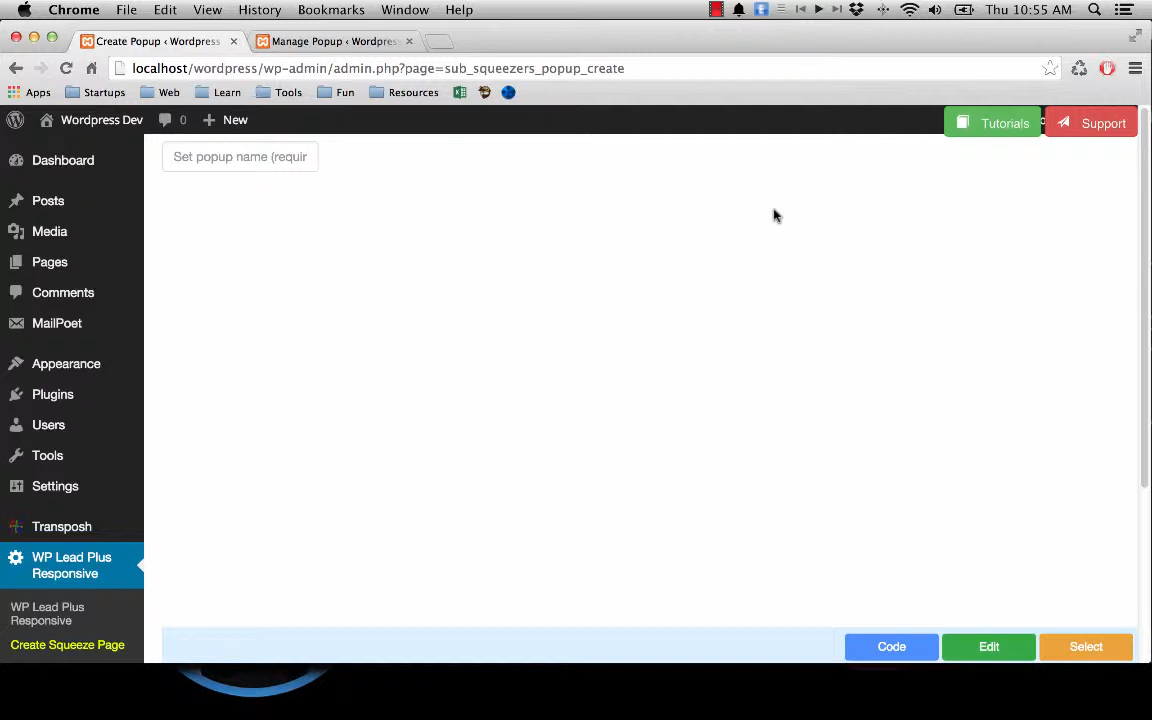 Chrome File Edit View History Bookmarks Window Help Thu 10:55 AM
Create Popup ‹ Wordpress Manage Popup ‹ Wordpress
localhost/wordpress/wp-admin/admin.php?page=sub_squeezers_popup_create
Apps Startups Web Learn Tools Fun Resources
Wordpress Dev 0 New Tutorials Support
Set popup name (requir
Dashboard
Posts
Media
Pages
Comments
MailPoet
Appearance
Plugins
Users
Tools
Settings
Transposh
WP Lead Plus
Responsive
WP Lead Plus
Responsive
Create Squeeze Page
Code Edit Select